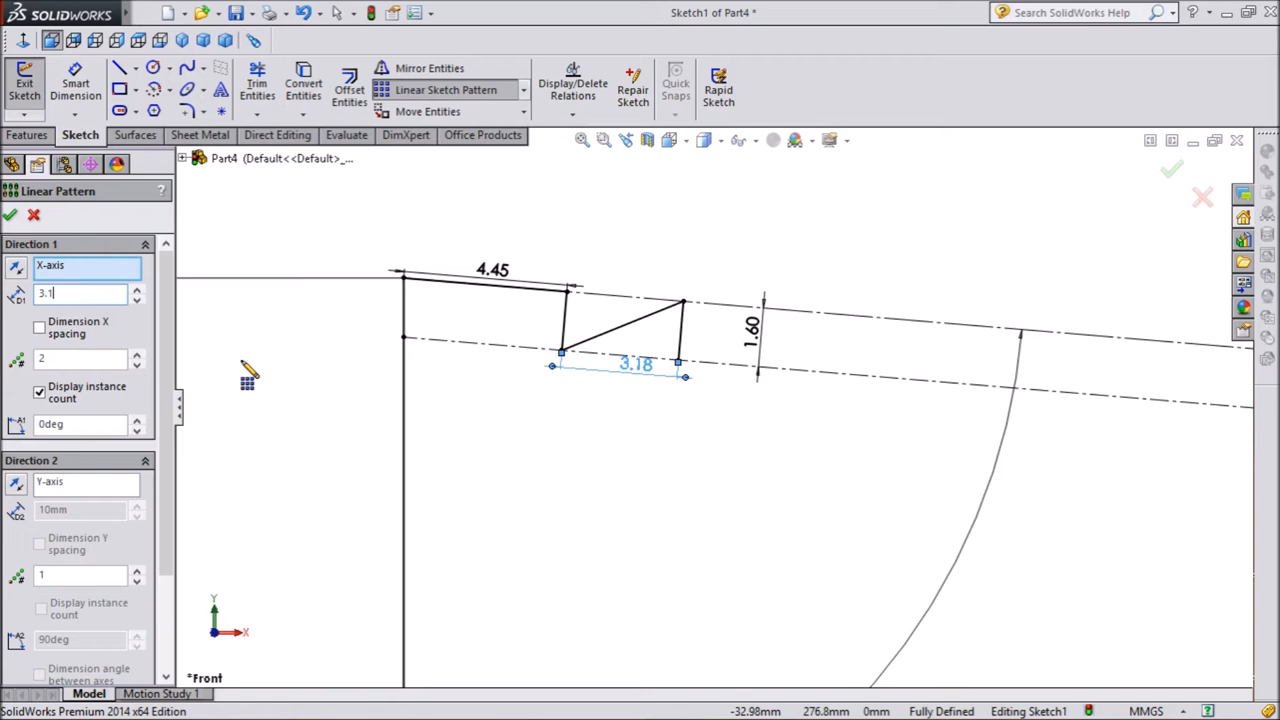 SOLIDWORKS
Sketch1 of Part4 *
Search SolidWorks Help
Exit Sketch
Smart Dimension
Trim Entities
Convert Entities
Offset Entities
Mirror Entities
Linear Sketch Pattern
Move Entities
Display/Delete Relations
Repair Sketch
Quick Snaps
Rapid Sketch
Features
Sketch
Surfaces
Sheet Metal
Direct Editing
Evaluate
DimXpert
Office Products
Part4 (Default<<Default>_...
Linear Pattern
?
Direction 1
X-axis
D1
3.1
Dimension X
spacing
2
Display instance
count
A1
0deg
Direction 2
Y-axis
D2
10mm
Dimension Y
spacing
1
Display instance
count
A2
90deg
Dimension angle
between axes
4.45
3.18
1.60
Y
X
*Front
Model
Motion Study 1
SolidWorks Premium 2014 x64 Edition
-32.98mm
276.8mm
0mm
Fully Defined
Editing Sketch1
MMGS
?